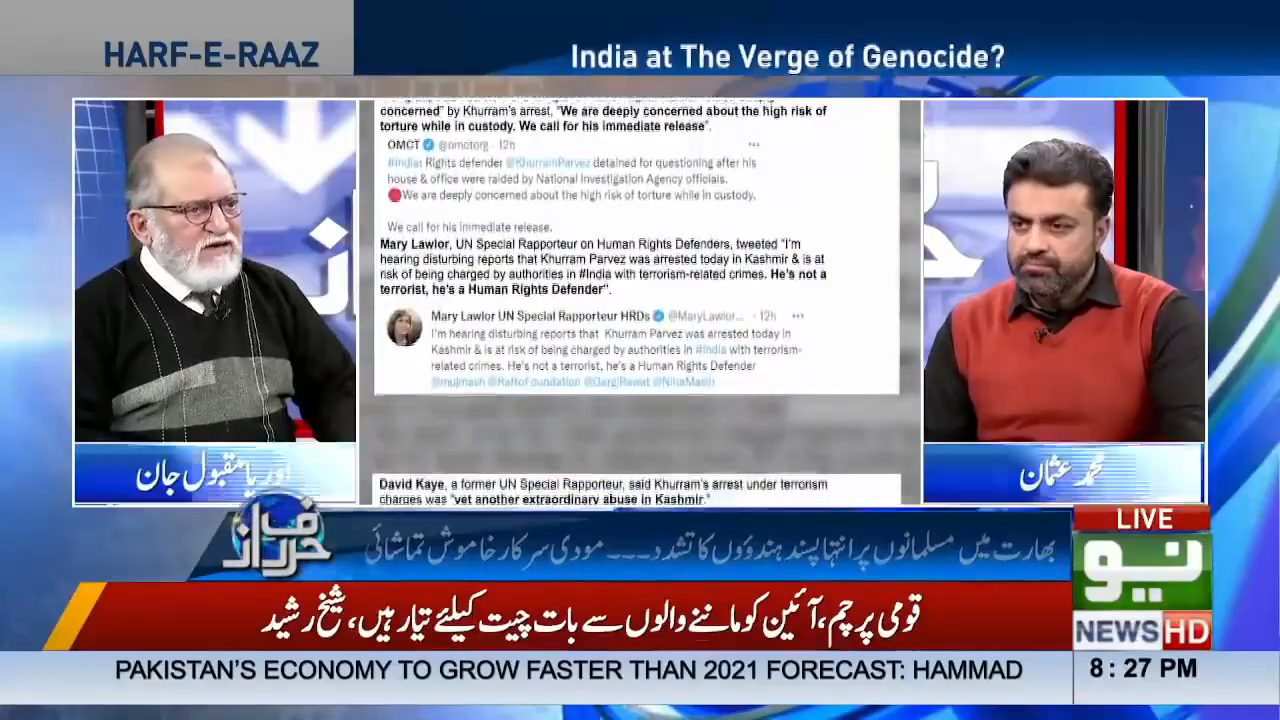 HARF-E-RAAZ
India at The Verge of Genocide?
concerned" by Khurram's arrest, "We are deeply concerned about the high risk of
torture while in custody. We call for his immediate release".
OMCT @omctorg · 12h
#India: Rights defender @KhurramParvez detained for questioning after his
house & office were raided by National Investigation Agency officials.
We are deeply concerned about the high risk of torture while in custody.
We call for his immediate release.
Mary Lawlor, UN Special Rapporteur on Human Rights Defenders, tweeted "I'm
hearing disturbing reports that Khurram Parvez was arrested today in Kashmir & is at
risk of being charged by authorities in #India with terrorism-related crimes. He's not a
terrorist, he's a Human Rights Defender".
Mary Lawlor UN Special Rapporteur HRDs @MaryLawlor... · 12h
I'm hearing disturbing reports that Khurram Parvez was arrested today in
Kashmir & is at risk of being charged by authorities in #India with terrorism-
related crimes. He's not a terrorist, he's a Human Rights Defender
@mujmash @RaftoFoundation @GargiRawat @NihaMasih
David Kaye, a former UN Special Rapporteur, said Khurram's arrest under terrorism
charges was "yet another extraordinary abuse in Kashmir."
اوریا مقبول جان
محمد عثمان
حرف راز
بھارت میں مسلمانوں پر انتہا پسند ہندؤوں کا تشدد۔۔۔مودی سرکار خاموش تماشائی
LIVE
نیو
NEWS HD
قومی پرچم، آئین کو ماننے والوں سے بات چیت کیلئے تیار ہیں، شیخ رشید
PAKISTAN'S ECONOMY TO GROW FASTER THAN 2021 FORECAST: HAMMAD
8:27 PM